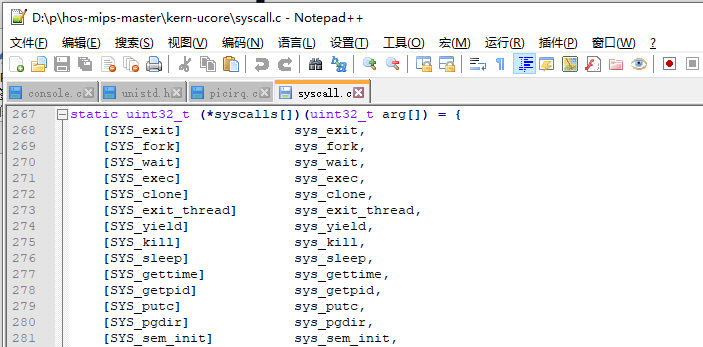 D:\p\hos-mips-master\kern-ucore\syscall.c - Notepad++
文件(F) 编辑(E) 搜索(S) 视图(V) 编码(N) 语言(L) 设置(T) 工具(O) 宏(M) 运行(R) 插件(P) 窗口(W) ?
console.c unistd.h picirq.c syscall.c
267 static uint32_t (*syscalls[])(uint32_t arg[]) = {
268 [SYS_exit] sys_exit,
269 [SYS_fork] sys_fork,
270 [SYS_wait] sys_wait,
271 [SYS_exec] sys_exec,
272 [SYS_clone] sys_clone,
273 [SYS_exit_thread] sys_exit_thread,
274 [SYS_yield] sys_yield,
275 [SYS_kill] sys_kill,
276 [SYS_sleep] sys_sleep,
277 [SYS_gettime] sys_gettime,
278 [SYS_getpid] sys_getpid,
279 [SYS_putc] sys_putc,
280 [SYS_pgdir] sys_pgdir,
281 [SYS_sem_init] sys_sem_init,